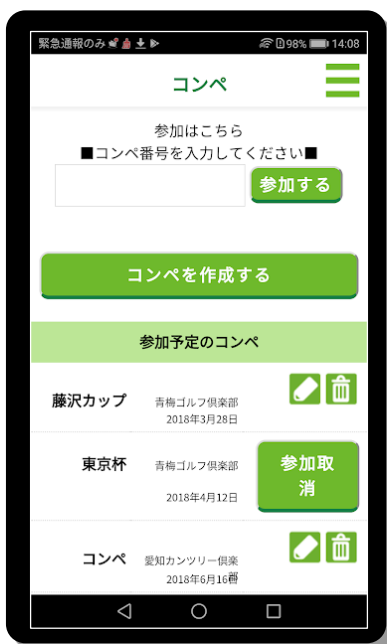 緊急通報のみ 98% 14:08
コンペ
参加はこちら
■コンペ番号を入力してください■
参加する
コンペを作成する
参加予定のコンペ
藤沢カップ 青梅ゴルフ倶楽部
2018年3月28日
東京杯 青梅ゴルフ倶楽部 参加取
消
2018年4月12日
コンペ 愛知カンツリー倶楽
部
2018年6月16日